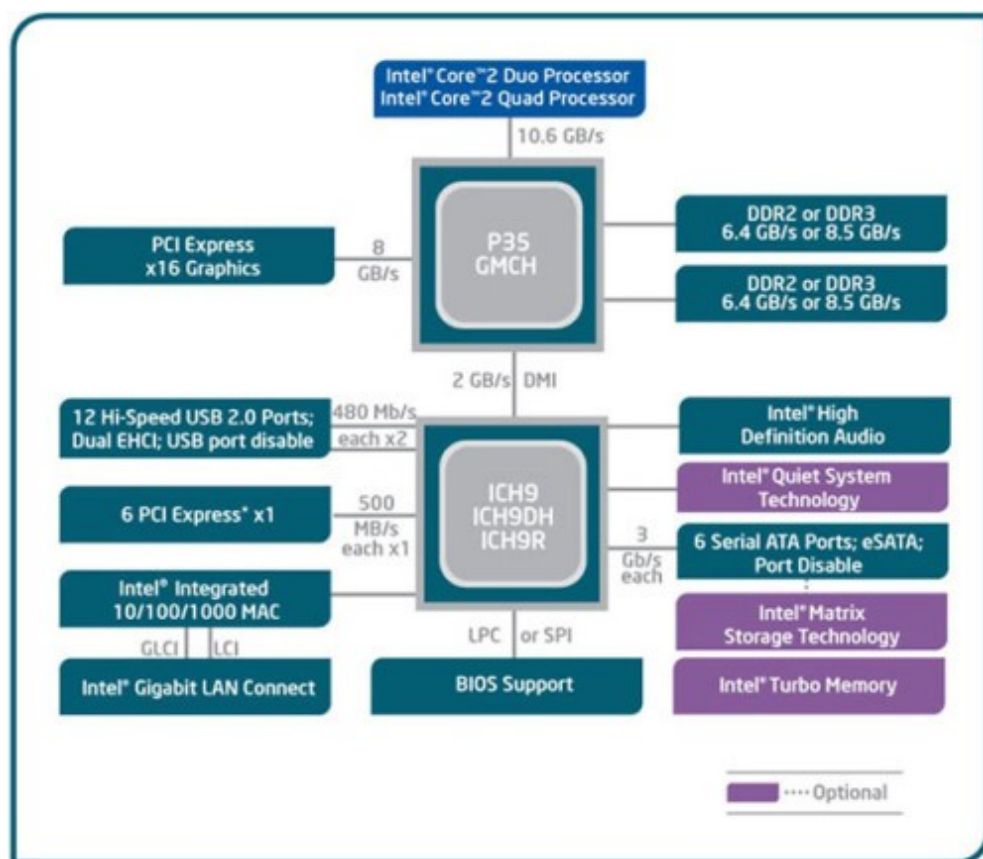 Intel® Core™2 Duo Processor
Intel® Core™2 Quad Processor
10.6 GB/s
P35
GMCH
PCI Express
x16 Graphics
8
GB/s
DDR2 or DDR3
6.4 GB/s or 8.5 GB/s
DDR2 or DDR3
6.4 GB/s or 8.5 GB/s
2 GB/s DMI
12 Hi-Speed USB 2.0 Ports;
Dual EHCI; USB port disable
480 Mb/s
each x2
Intel® High
Definition Audio
ICH9
ICH9DH
ICH9R
Intel® Quiet System
Technology
6 PCI Express* x1
500
MB/s
each x1
3
Gb/s
each
6 Serial ATA Ports; eSATA;
Port Disable
Intel® Integrated
10/100/1000 MAC
Intel® Matrix
Storage Technology
GLCI LCI
LPC or SPI
Intel® Gigabit LAN Connect
BIOS Support
Intel® Turbo Memory
Optional